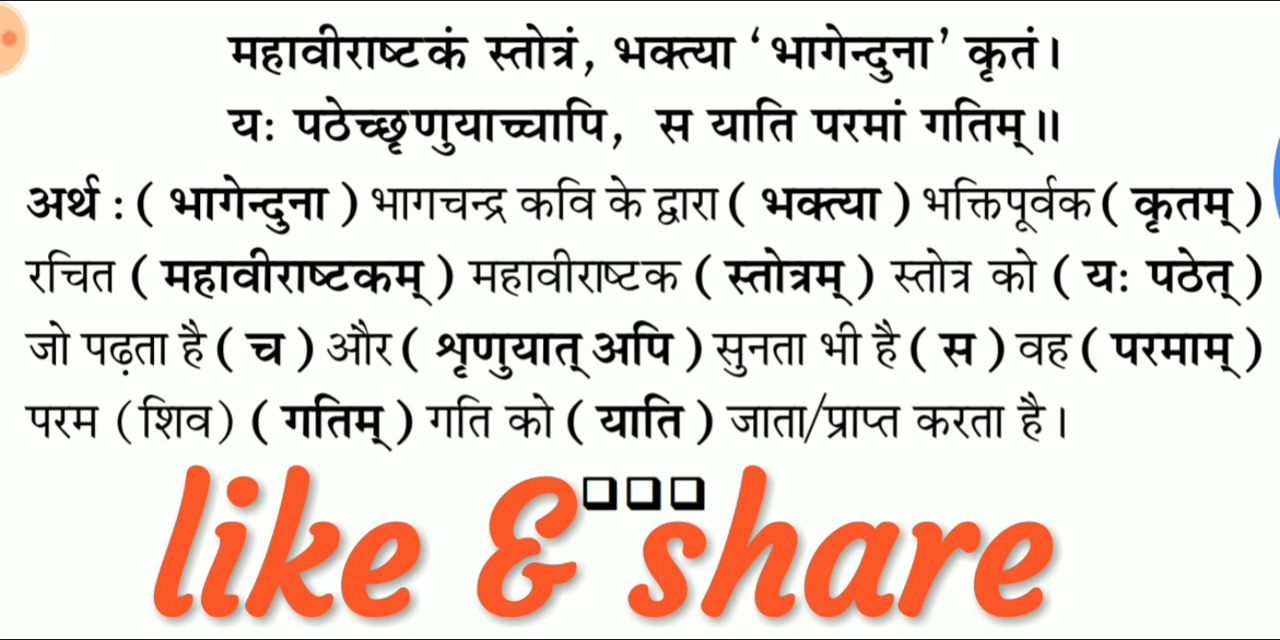 महावीराष्टकं स्तोत्रं, भक्त्या ‘भागेन्दुना’ कृतं।
यः पठेच्छृणुयाच्चापि, स याति परमां गतिम्॥
अर्थ : ( भागेन्दुना ) भागचन्द्र कवि के द्वारा ( भक्त्या ) भक्तिपूर्वक ( कृतम् )
रचित ( महावीराष्टकम् ) महावीराष्टक ( स्तोत्रम् ) स्तोत्र को ( यः पठेत् )
जो पढ़ता है ( च ) और ( शृणुयात् अपि ) सुनता भी है ( स ) वह ( परमाम् )
परम (शिव) ( गतिम् ) गति को ( याति ) जाता/प्राप्त करता है।
like & share